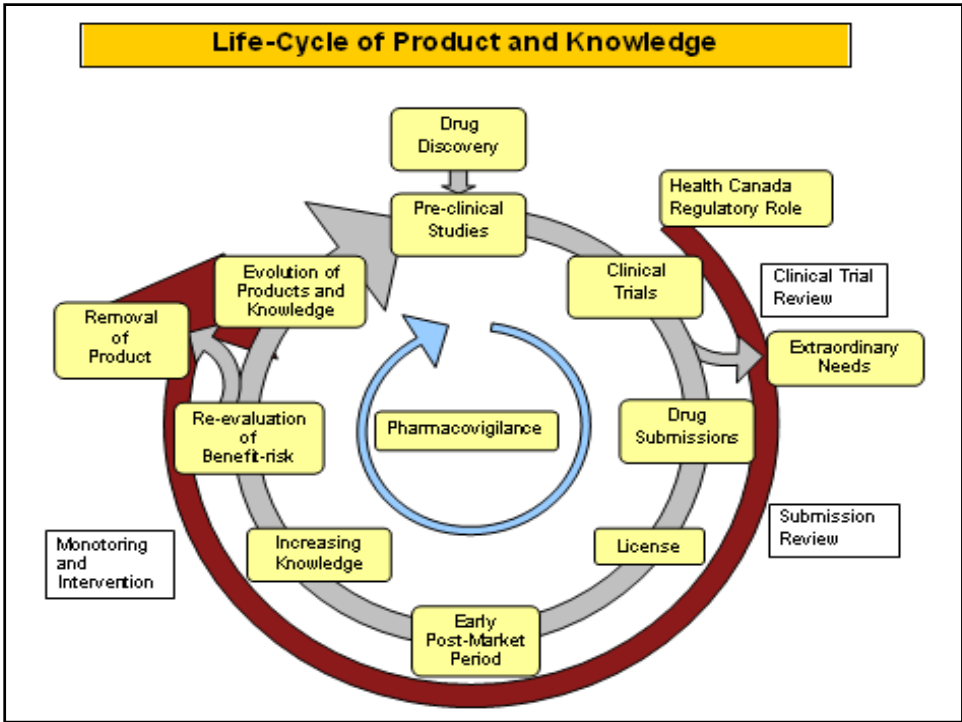 Life-Cycle of Product and Knowledge
Drug
Discovery
Pre-clinical
Studies
Health Canada
Regulatory Role
Clinical
Trials
Clinical Trial
Review
Extraordinary
Needs
Drug
Submissions
Submission
Review
License
Early
Post-Market
Period
Increasing
Knowledge
Monotoring
and
Intervention
Re-evaluation
of
Benefit-risk
Removal
of
Product
Evolution of
Products and
Knowledge
Pharmacovigilance